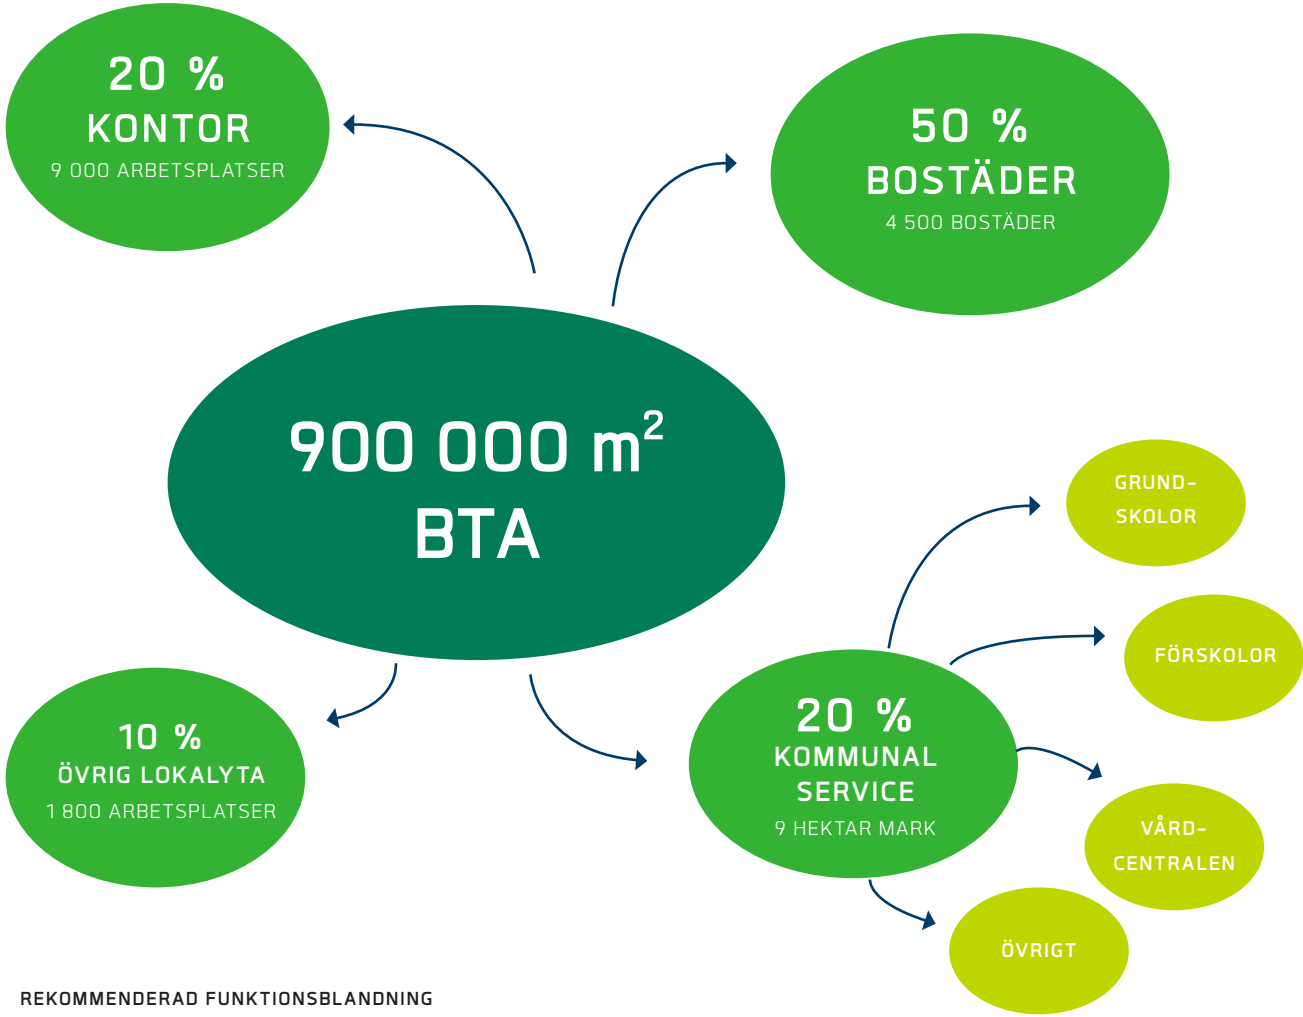 20 %
KONTOR
9 000 ARBETSPLATSER
50 %
BOSTÄDER
4 500 BOSTÄDER
900 000 m²
BTA
10 %
ÖVRIG LOKALYTA
1 800 ARBETSPLATSER
20 %
KOMMUNAL
SERVICE
9 HEKTAR MARK
GRUND-
SKOLOR
FÖRSKOLOR
VÅRD-
CENTRALEN
ÖVRIGT
REKOMMENDERAD FUNKTIONSBLANDNING